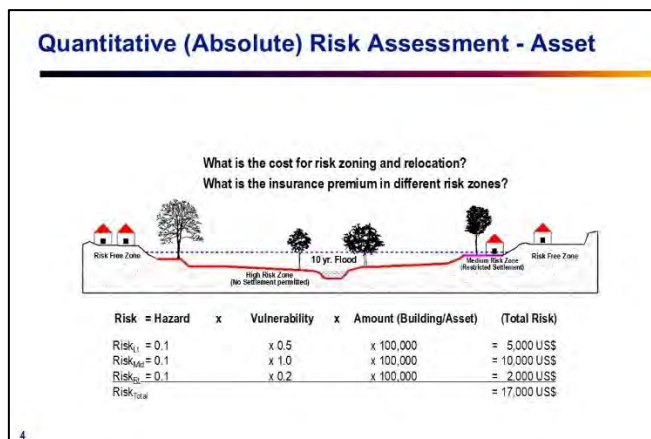 Quantitative (Absolute) Risk Assessment - Asset
What is the cost for risk zoning and relocation?
What is the insurance premium in different risk zones?
10 yr. Flood
Risk Free Zone
High Risk Zone
(No Settlement permitted)
Medium Risk Zone
(Restricted Settlement)
Risk Free Zone
Risk = Hazard x Vulnerability x Amount (Building/Asset) (Total Risk)
RiskLt = 0.1 x 0.5 x 100,000 = 5,000 US$
RiskMid = 0.1 x 1.0 x 100,000 = 10,000 US$
RiskRt = 0.1 x 0.2 x 100,000 = 2,000 US$
RiskTotal = 17,000 US$
4